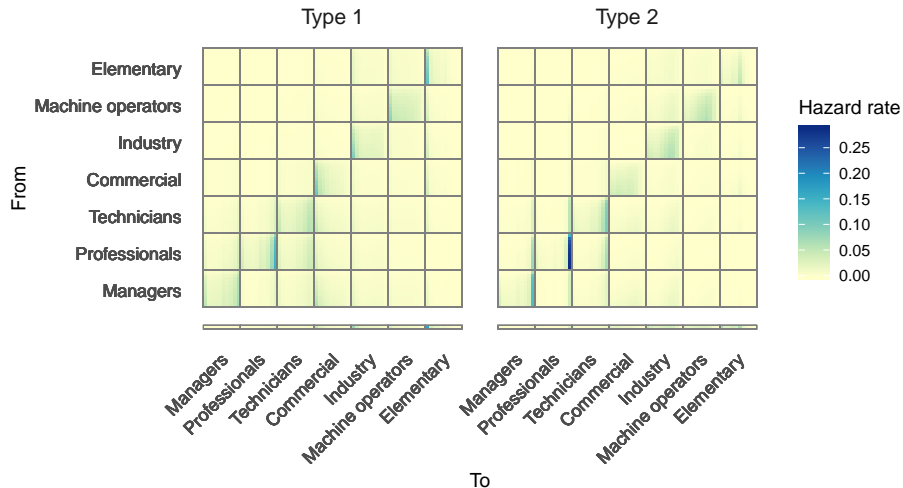 Type 1
Type 2
Elementary
Machine operators
Industry
Commercial
Technicians
Professionals
Managers
From
Hazard rate
0.25
0.20
0.15
0.10
0.05
0.00
Managers
Professionals
Technicians
Commercial
Industry
Machine operators
Elementary
Managers
Professionals
Technicians
Commercial
Industry
Machine operators
Elementary
To